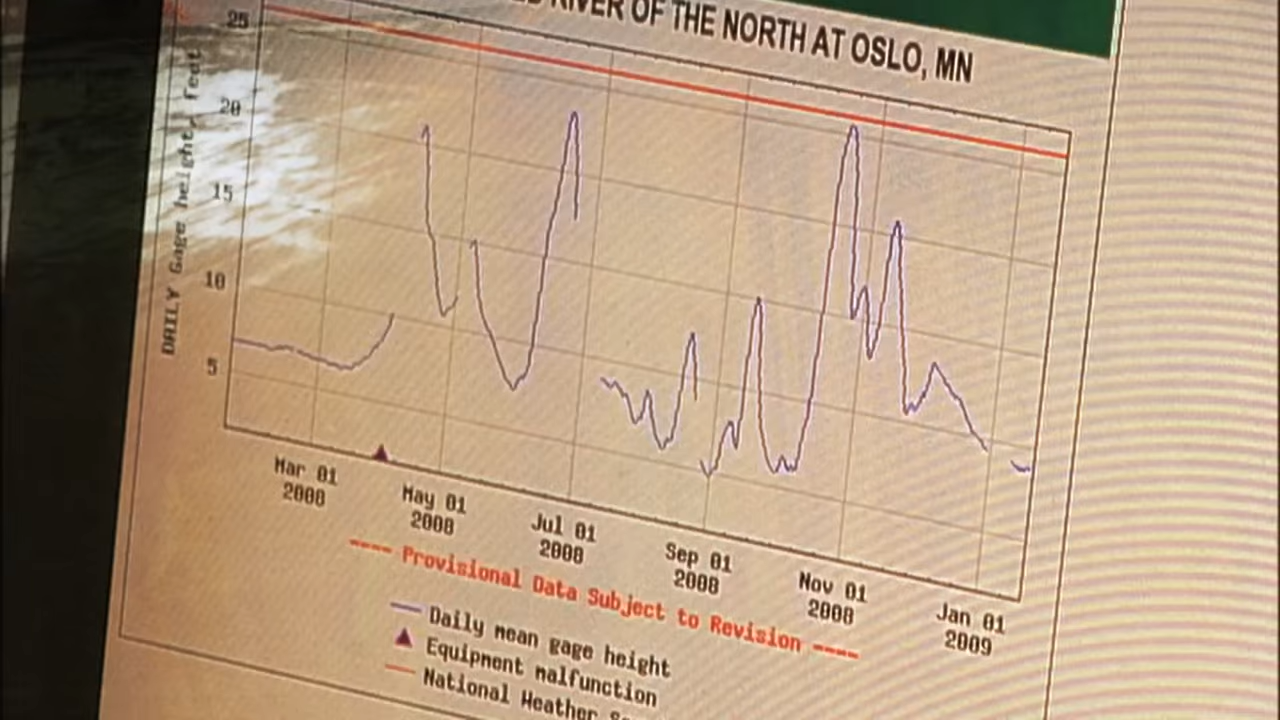 RIVER OF THE NORTH AT OSLO, MN
25
20
15
10
5
DAILY Gage height, feet
Mar 01
2008
May 01
2008
Jul 01
2008
Sep 01
2008
Nov 01
2008
Jan 01
2009
---- Provisional Data Subject to Revision ----
Daily mean gage height
Equipment malfunction
National Weather